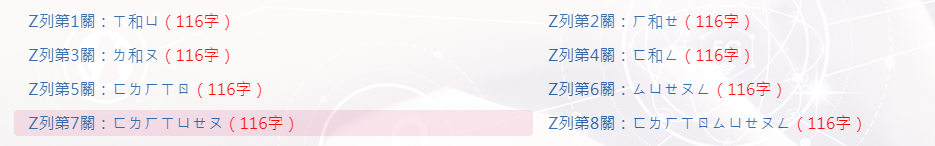 Z列第1關：ㄒ和ㄩ（116字）
Z列第2關：ㄏ和ㄝ（116字）
Z列第3關：ㄌ和ㄡ（116字）
Z列第4關：ㄈ和ㄥ（116字）
Z列第5關：ㄈㄌㄏㄒㄖ（116字）
Z列第6關：ㄙㄩㄝㄡㄥ（116字）
Z列第7關：ㄈㄌㄏㄒㄩㄝㄡ（116字）
Z列第8關：ㄈㄌㄏㄒㄖㄙㄩㄝㄡㄥ（116字）